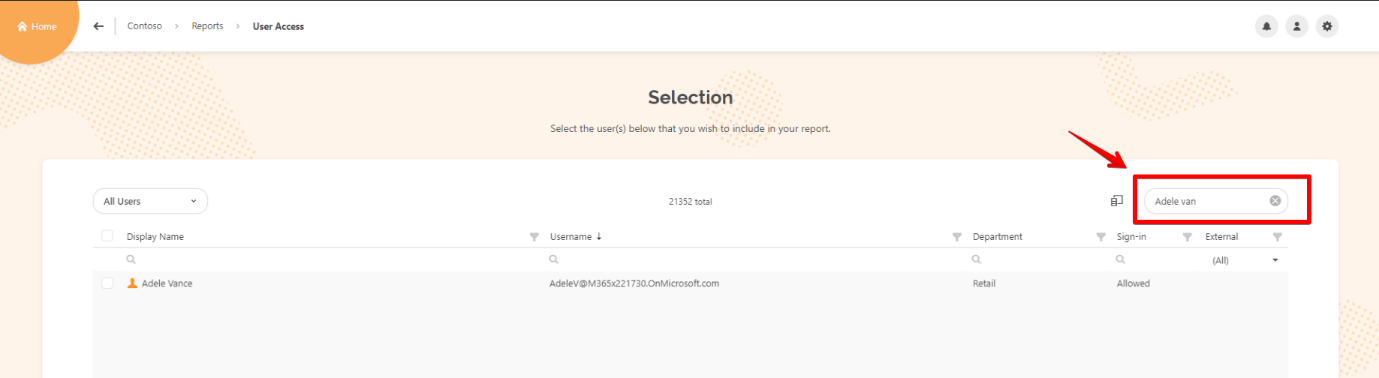 Home
Contoso > Reports > User Access
Selection
Select the user(s) below that you wish to include in your report.
All Users
21352 total
Adele van
Display Name Username ↓ Department Sign-in External
(All)
Adele Vance AdeleV@M365x221730.OnMicrosoft.com Retail Allowed